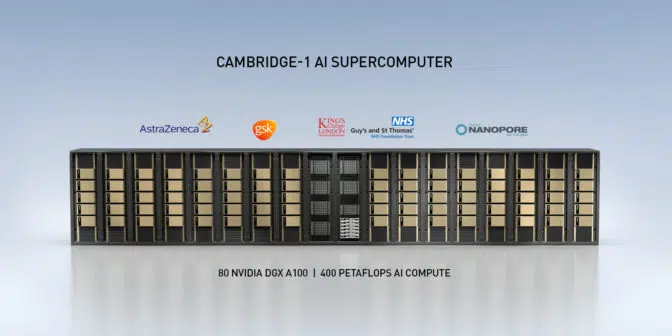 CAMBRIDGE-1 AI SUPERCOMPUTER
AstraZeneca
gsk
KING'S
College
LONDON
NHS
Guy's and St Thomas'
NHS Foundation Trust
NANOPORE
80 NVIDIA DGX A100 | 400 PETAFLOPS AI COMPUTE